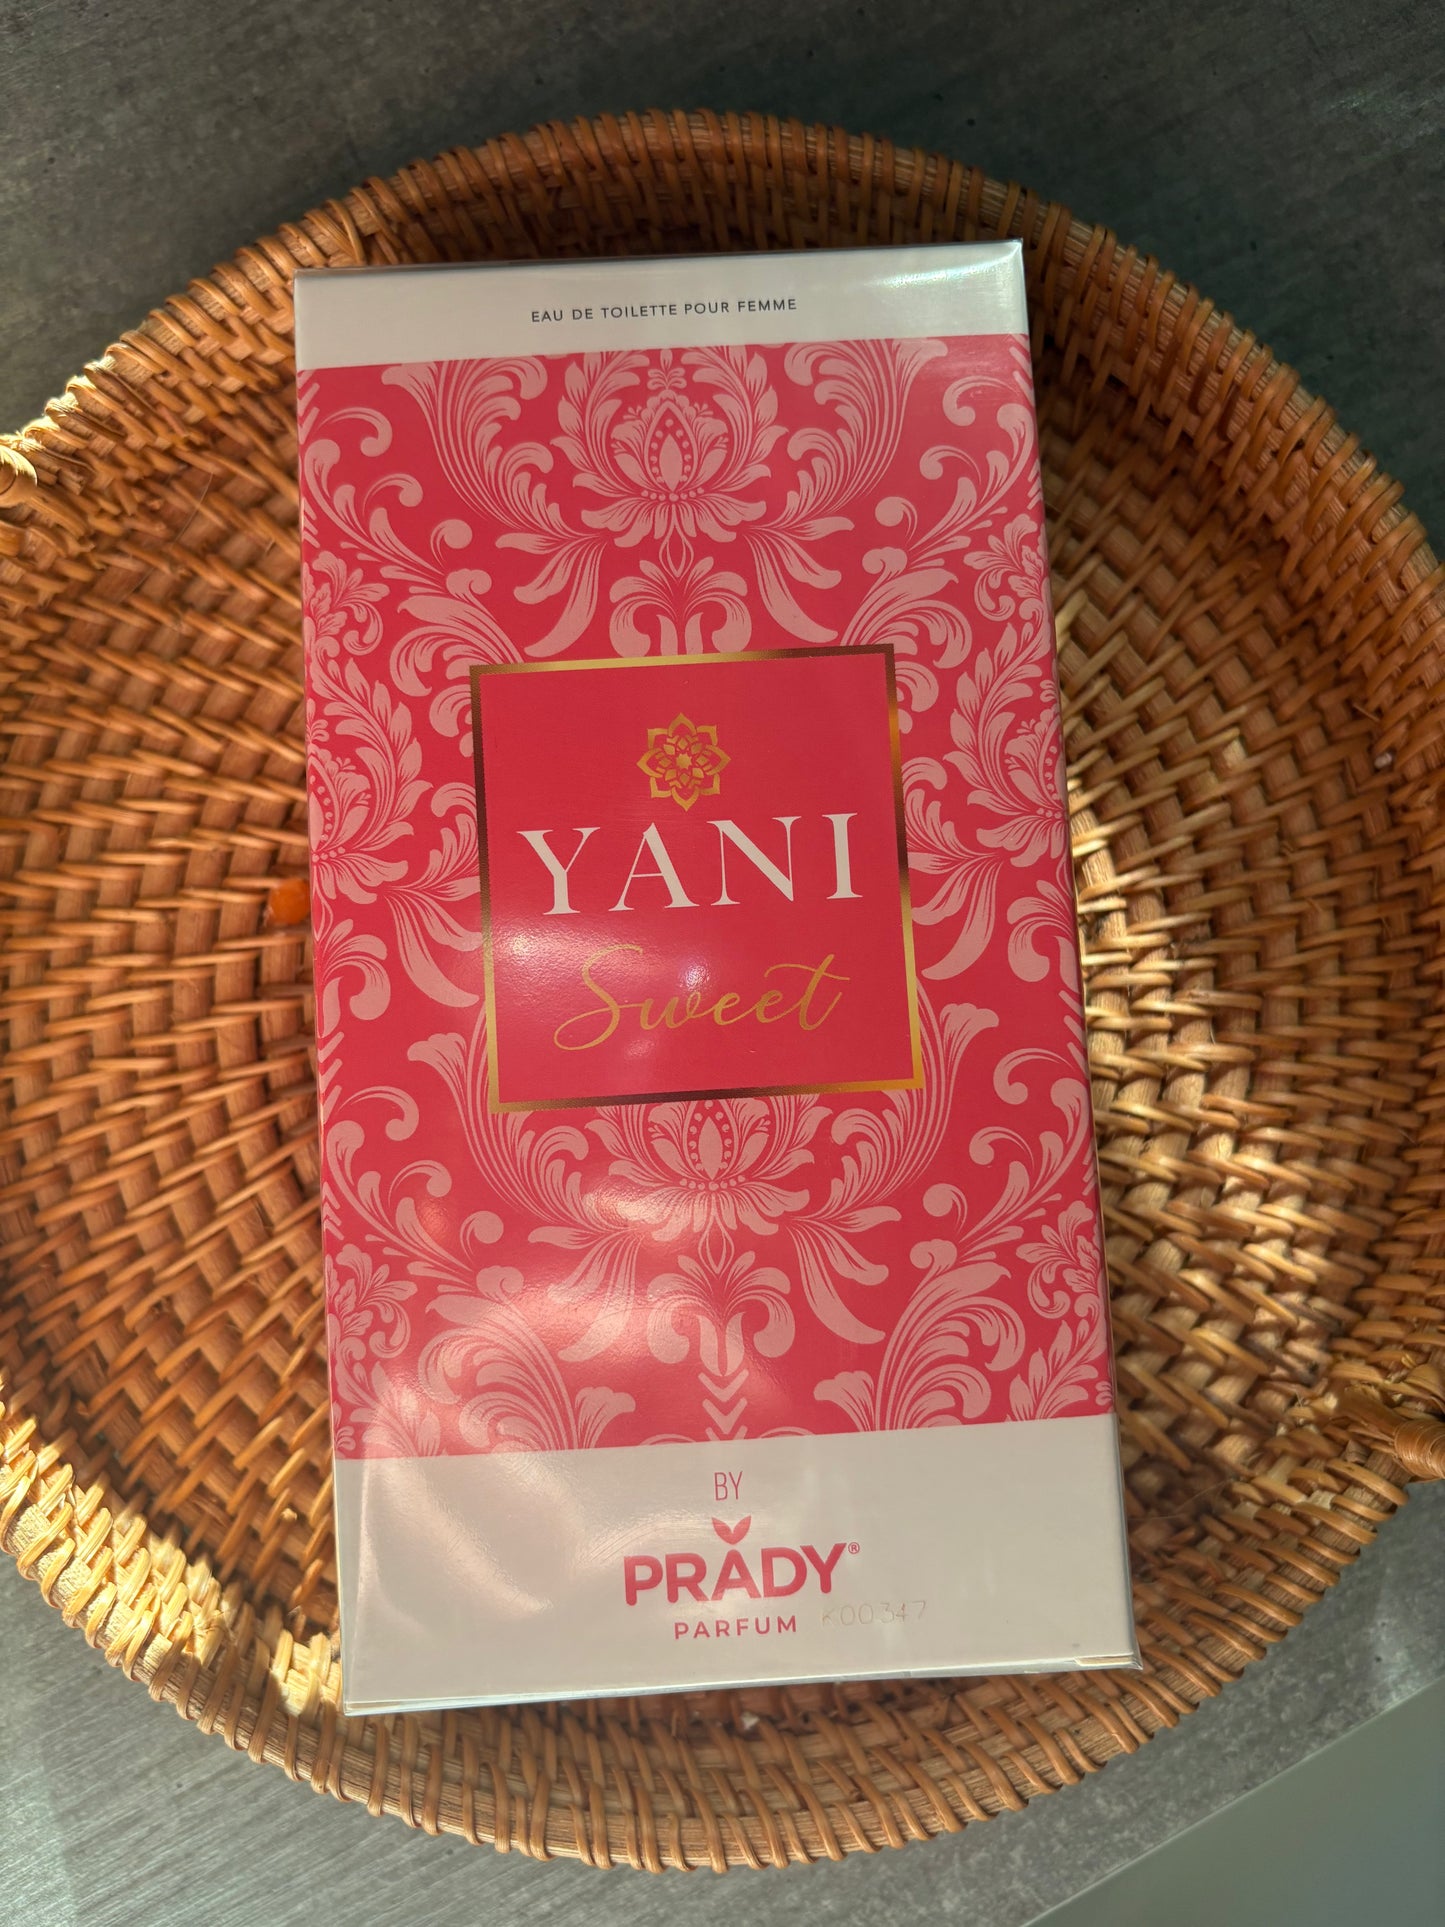 EAU DE TOILETTE POUR FEMME
YANI
Sweet
BY
PRADY®
PARFUM K00347